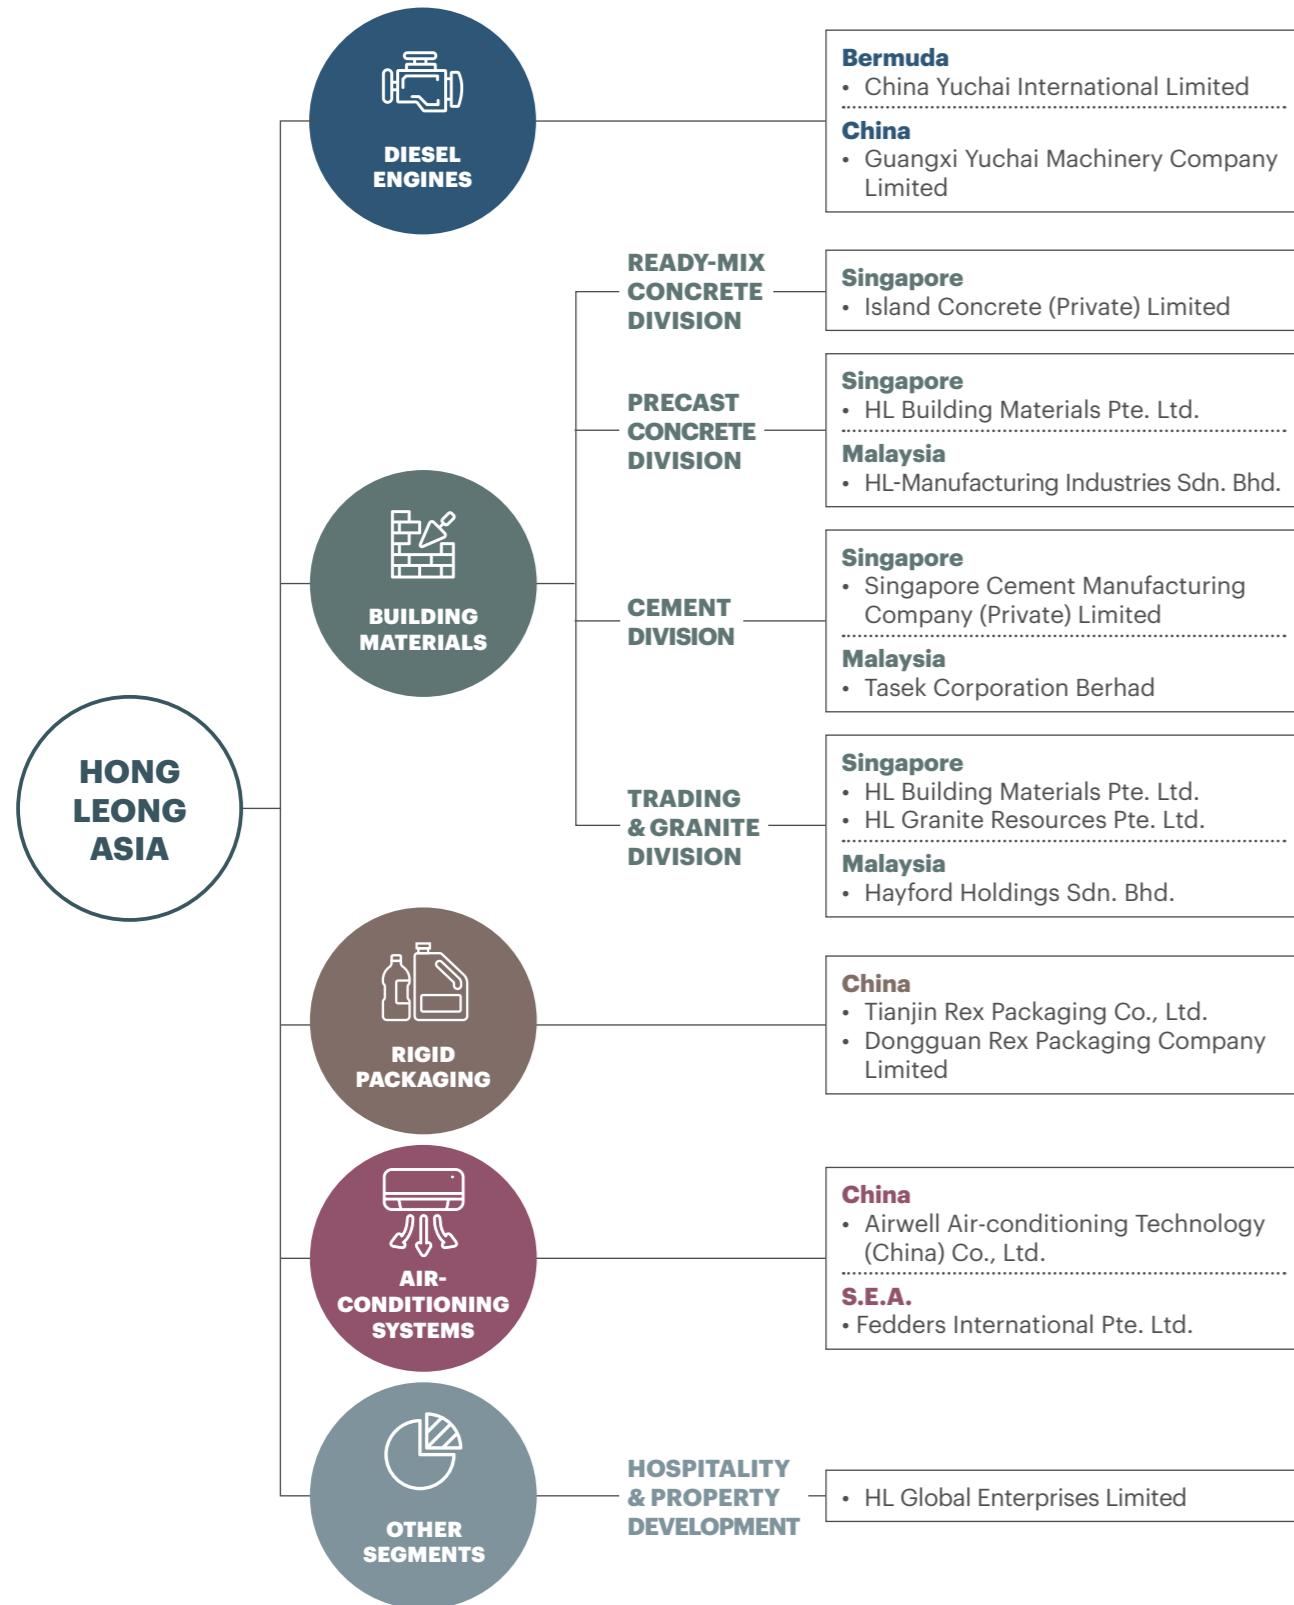 HONG
LEONG
ASIA
DIESEL
ENGINES
Bermuda
• China Yuchai International Limited
China
• Guangxi Yuchai Machinery Company
Limited
BUILDING
MATERIALS
READY-MIX
CONCRETE
DIVISION
Singapore
• Island Concrete (Private) Limited
PRECAST
CONCRETE
DIVISION
Singapore
• HL Building Materials Pte. Ltd.
Malaysia
• HL-Manufacturing Industries Sdn. Bhd.
CEMENT
DIVISION
Singapore
• Singapore Cement Manufacturing
Company (Private) Limited
Malaysia
• Tasek Corporation Berhad
TRADING
& GRANITE
DIVISION
Singapore
• HL Building Materials Pte. Ltd.
• HL Granite Resources Pte. Ltd.
Malaysia
• Hayford Holdings Sdn. Bhd.
RIGID
PACKAGING
China
• Tianjin Rex Packaging Co., Ltd.
• Dongguan Rex Packaging Company
Limited
AIR-
CONDITIONING
SYSTEMS
China
• Airwell Air-conditioning Technology
(China) Co., Ltd.
S.E.A.
• Fedders International Pte. Ltd.
OTHER
SEGMENTS
HOSPITALITY
& PROPERTY
DEVELOPMENT
• HL Global Enterprises Limited